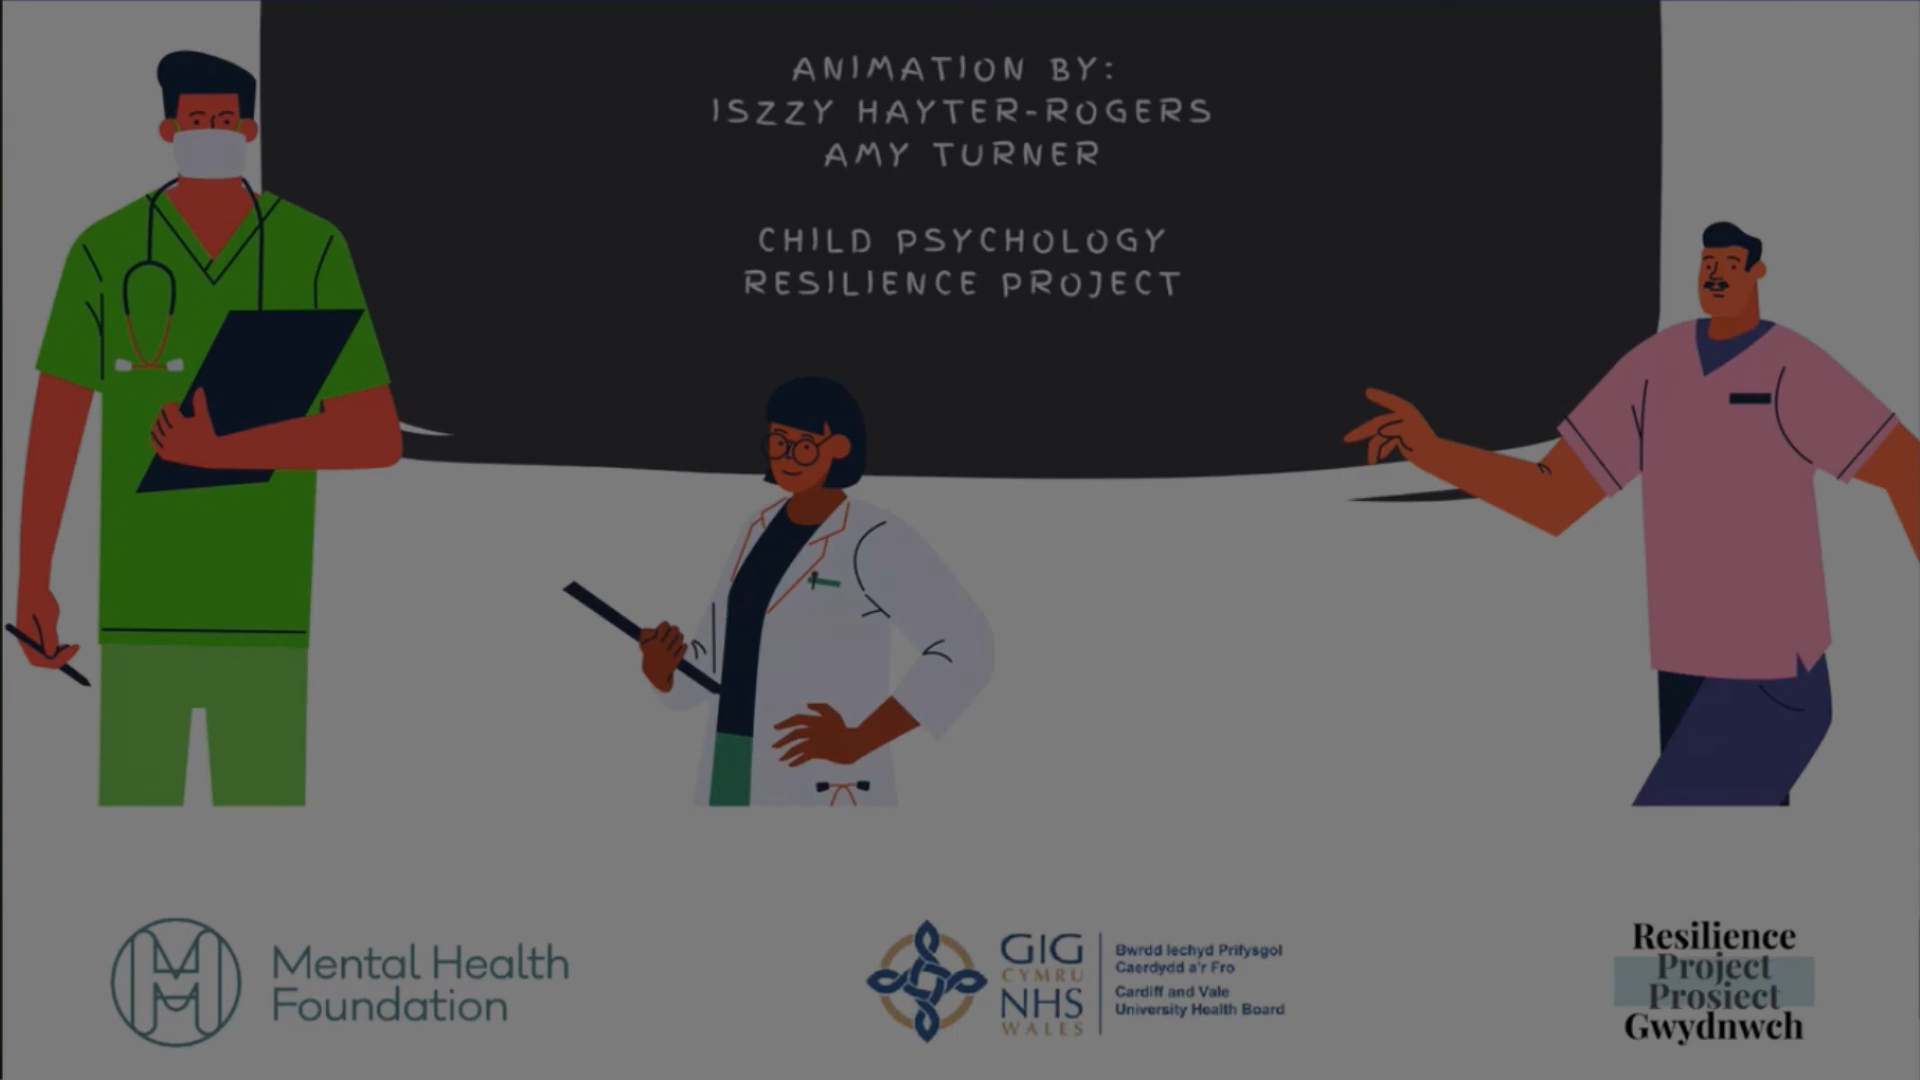 ANIMATION BY:
ISZZY HAYTER-ROGERS
AMY TURNER
CHILD PSYCHOLOGY
RESILIENCE PROJECT
Mental Health
Foundation
GIG
CYMRU
NHS
WALES
Bwrdd Iechyd Prifysgol
Caerdydd a'r Fro
Cardiff and Vale
University Health Board
Resilience
Project
Prosiect
Gwydnwch